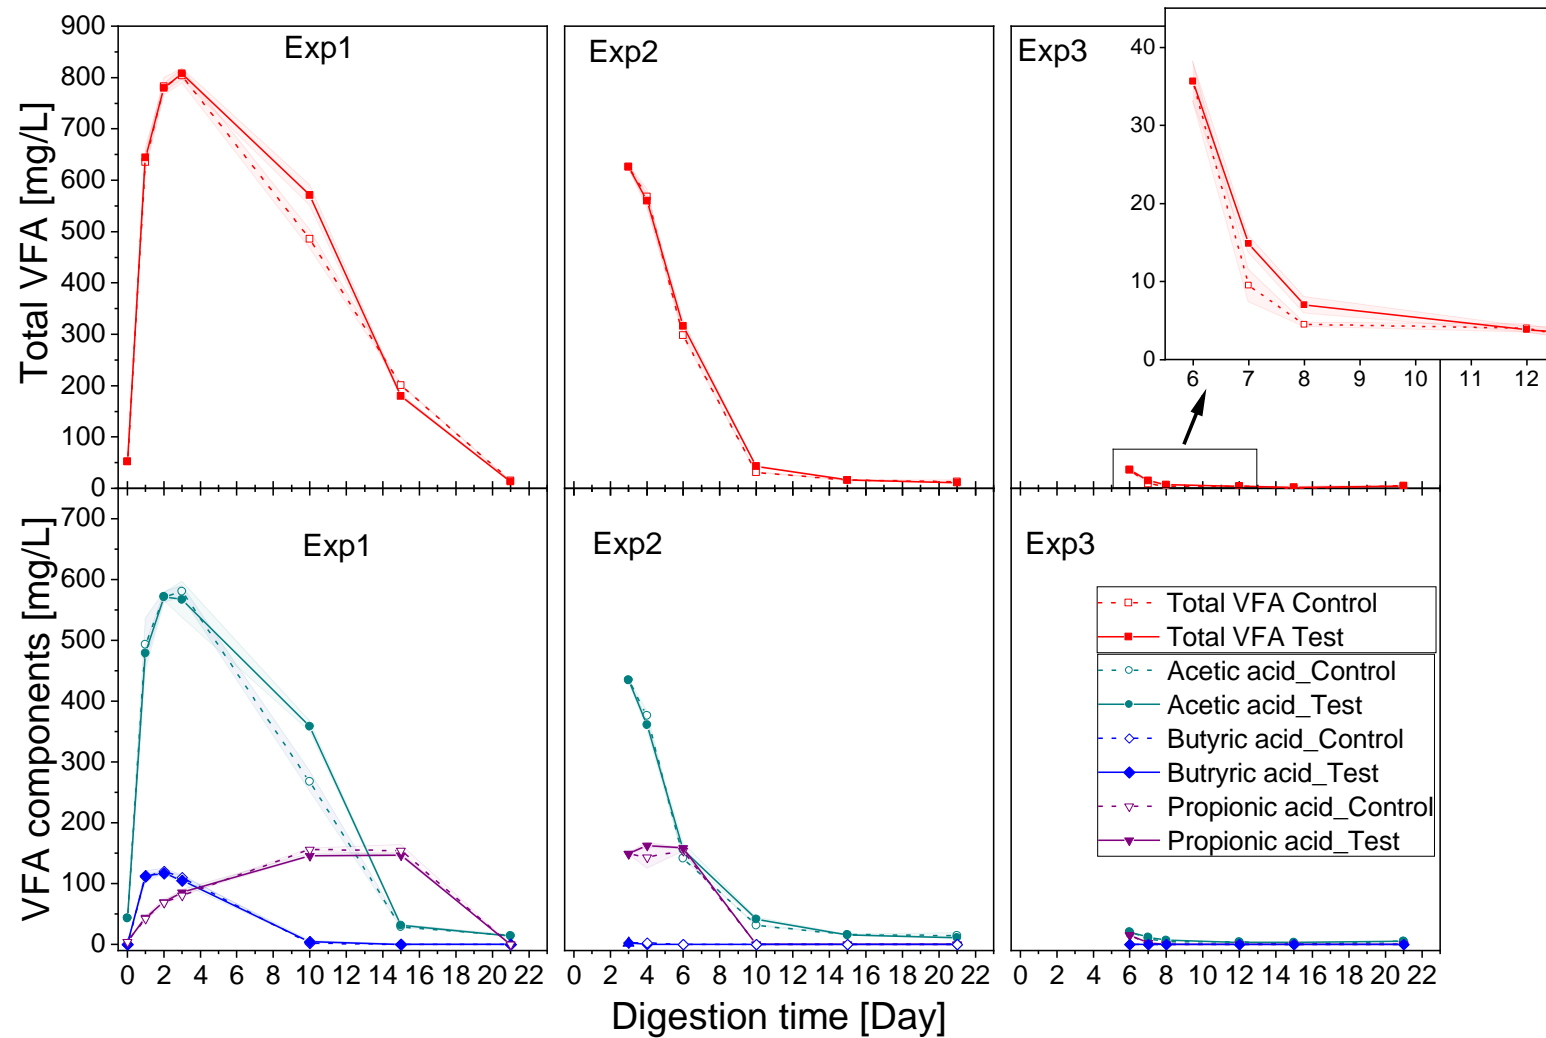 Total VFA [mg/L]
900
800
700
600
500
400
300
200
100
0
Exp1
Exp2
Exp3
40
30
20
10
0
6 7 8 9 10 11 12
VFA components [mg/L]
700
600
500
400
300
200
100
0
Exp1
Exp2
Exp3
Total VFA Control
Total VFA Test
Acetic acid_Control
Acetic acid_Test
Butyric acid_Control
Butryric acid_Test
Propionic acid_Control
Propionic acid_Test
0 2 4 6 8 10 12 14 16 18 20 22
0 2 4 6 8 10 12 14 16 18 20 22
0 2 4 6 8 10 12 14 16 18 20 22
Digestion time [Day]